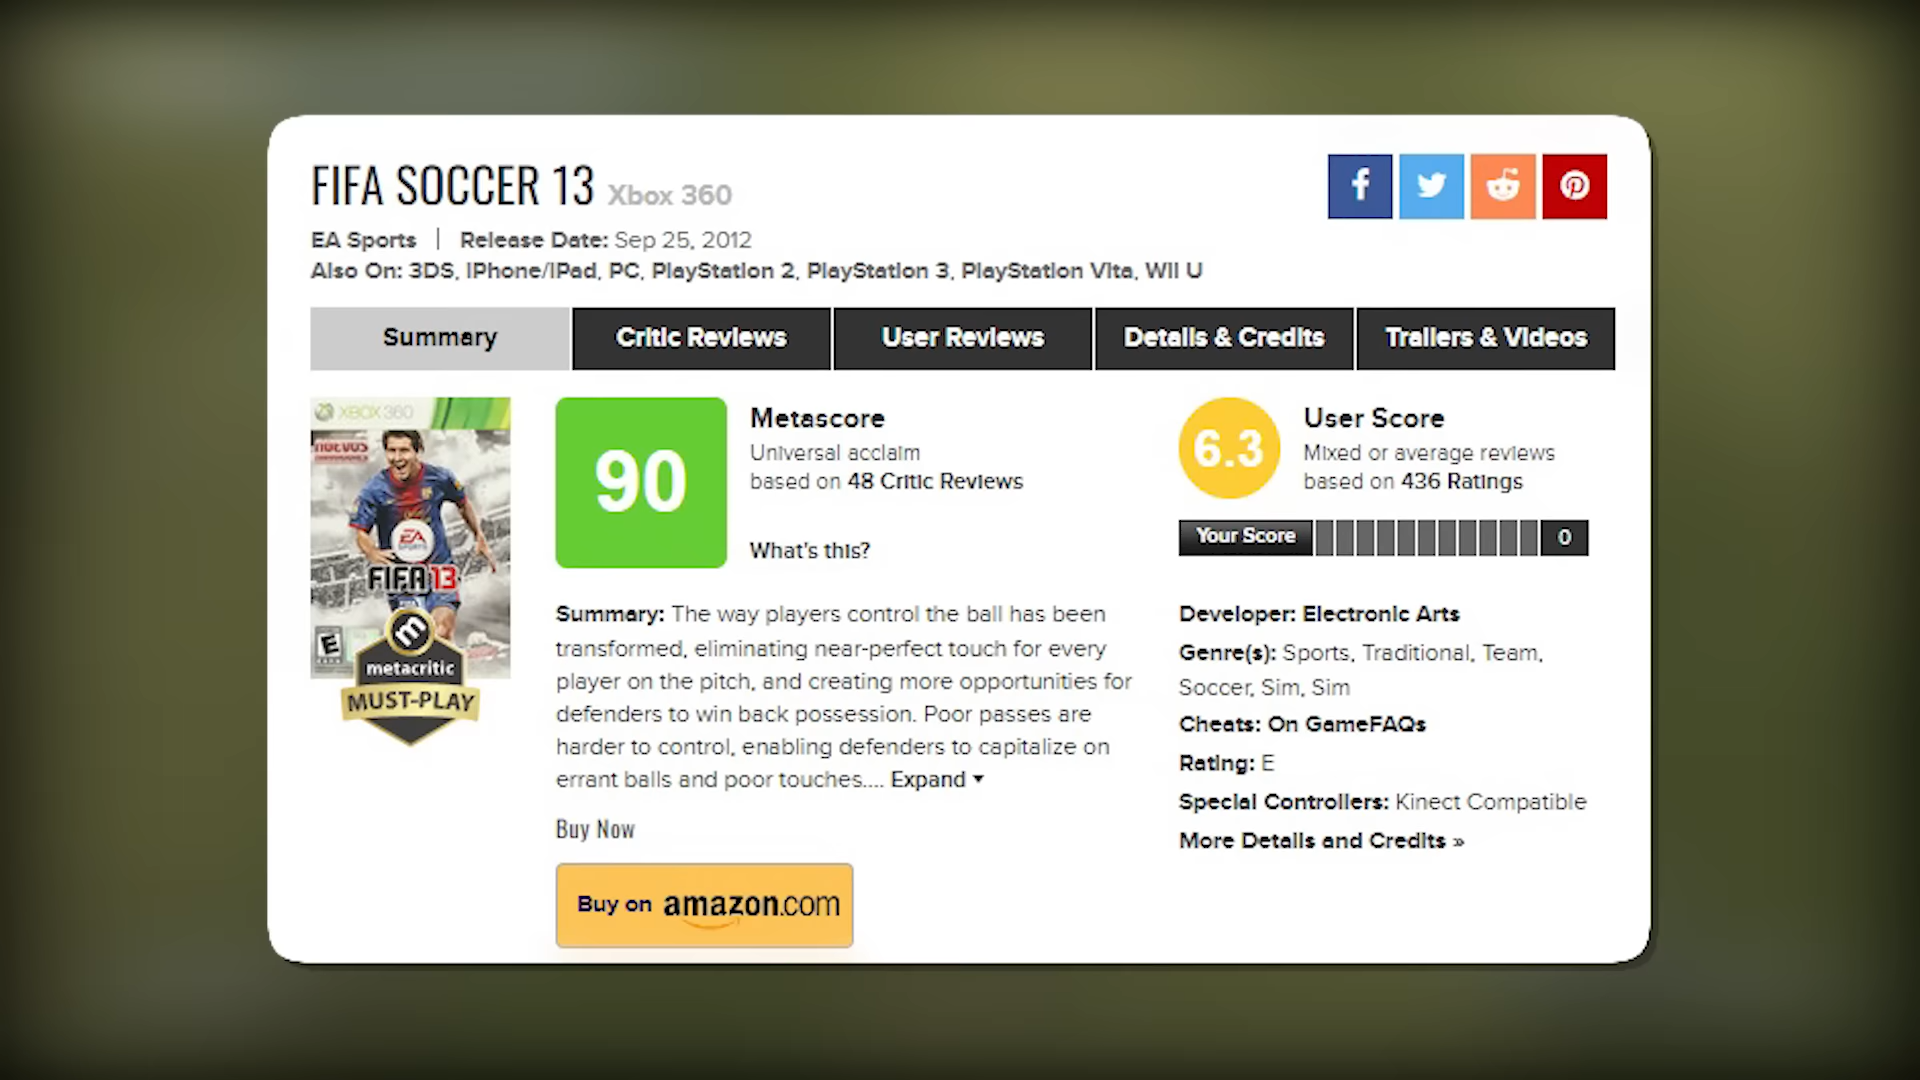 FIFA SOCCER 13 Xbox 360
EA Sports | Release Date: Sep 25, 2012
Also On: 3DS, iPhone/iPad, PC, PlayStation 2, PlayStation 3, PlayStation Vita, Wii U
Summary
Critic Reviews
User Reviews
Details & Credits
Trailers & Videos
XBOX 360
NUEVOS
EA
SPORTS
FIFA 13
E
metacritic
MUST-PLAY
90
Metascore
Universal acclaim
based on 48 Critic Reviews
What's this?
Summary: The way players control the ball has been
transformed, eliminating near-perfect touch for every
player on the pitch, and creating more opportunities for
defenders to win back possession. Poor passes are
harder to control, enabling defenders to capitalize on
errant balls and poor touches.... Expand ▾
Buy Now
Buy on amazon.com
6.3
User Score
Mixed or average reviews
based on 436 Ratings
Your Score 0
Developer: Electronic Arts
Genre(s): Sports, Traditional, Team,
Soccer, Sim, Sim
Cheats: On GameFAQs
Rating: E
Special Controllers: Kinect Compatible
More Details and Credits »